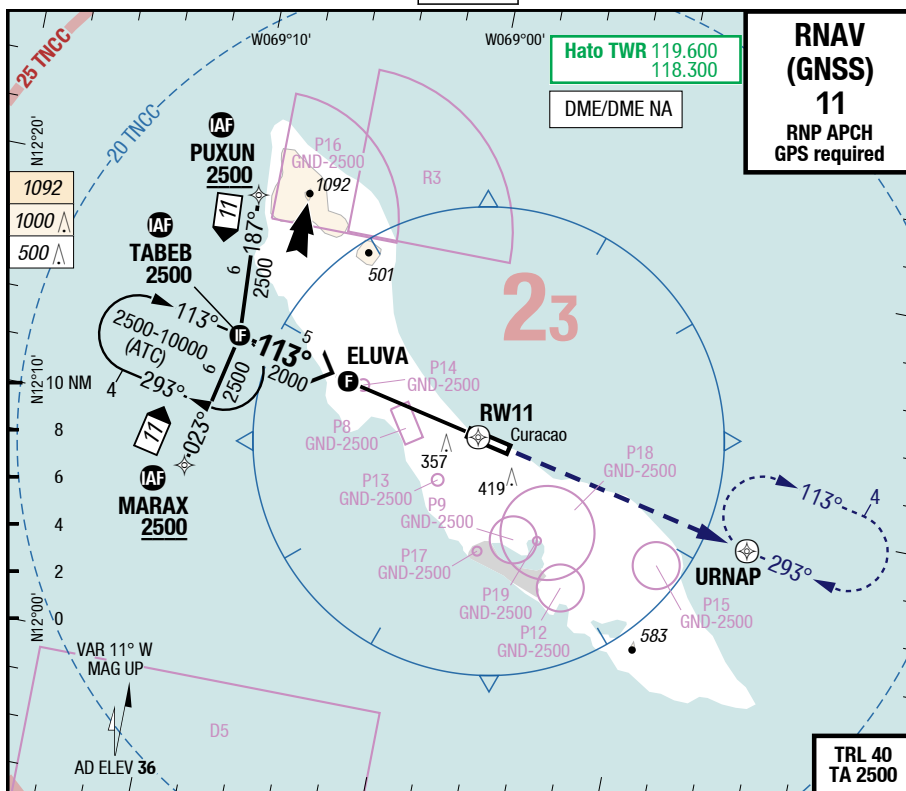 25 TNCC
20 TNCC
W069°10'
W069°00'
Hato TWR 119.600
118.300
DME/DME NA
RNAV
(GNSS)
11
RNP APCH
GPS required
N12°20'
1092
1000
500
IAF
PUXUN
2500
11
187°
6
2500
P16
GND-2500
1092
R3
501
IAF
TABEB
2500
IF
113°
2500-10000
(ATC)
293°
4
113°
5
2000
23
ELUVA
F
N12°10'
10 NM
8
6
4
2
0
6
2500
023°
11
IAF
MARAX
2500
P14
GND-2500
P8
GND-2500
RW11
Curacao
357
419
P13
GND-2500
P18
GND-2500
P9
GND-2500
P17
GND-2500
P19
GND-2500
P12
GND-2500
P15
GND-2500
113°
4
293°
URNAP
583
N12°00'
VAR 11° W
MAG UP
AD ELEV 36
D5
TRL 40
TA 2500